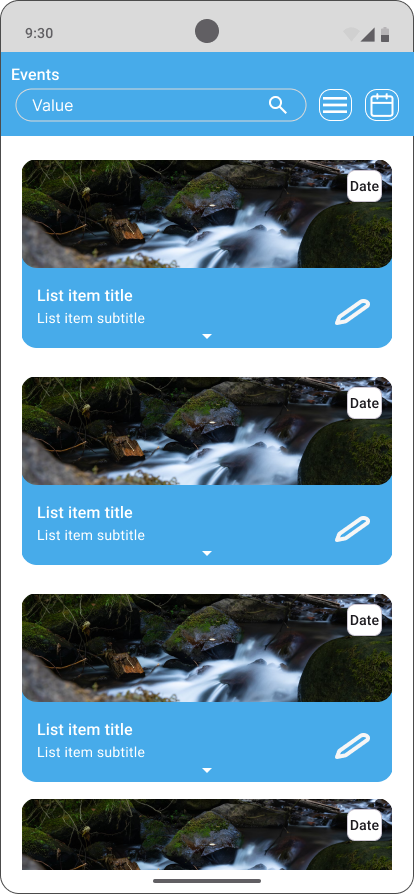 9:30
Events
Value
Date
List item title
List item subtitle
Date
List item title
List item subtitle
Date
List item title
List item subtitle
Date